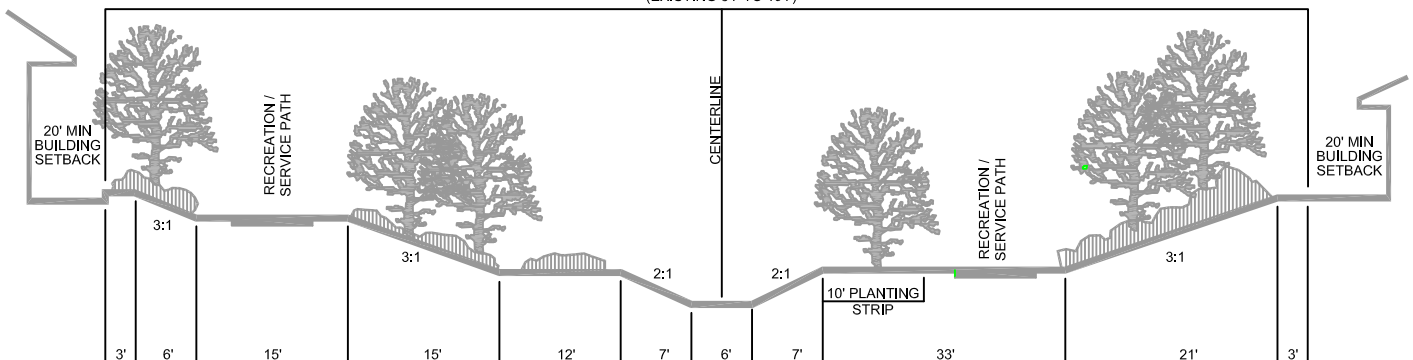 20' MIN
BUILDING
SETBACK
3:1
RECREATION /
SERVICE PATH
3:1
2:1
CENTERLINE
2:1
10' PLANTING
STRIP
RECREATION /
SERVICE PATH
3:1
20' MIN
BUILDING
SETBACK
3' 6' 15' 15' 12' 7' 6' 7' 33' 21' 3'